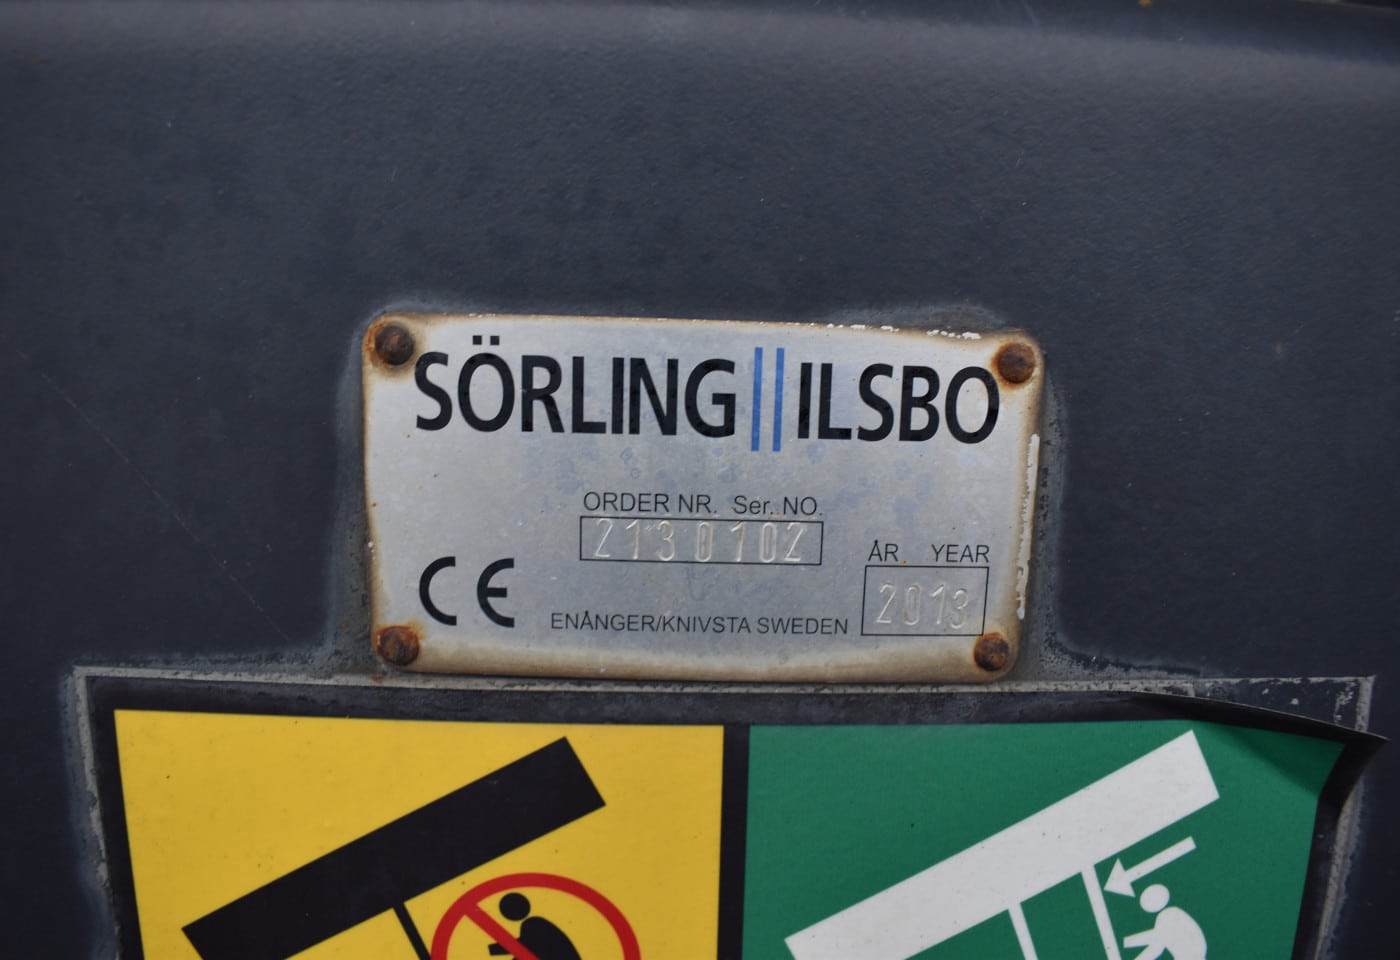 SÖRLING ILSBO
ORDER NR. Ser. NO.
2130102
ÅR YEAR
2013
CE
ENÅNGER/KNIVSTA SWEDEN